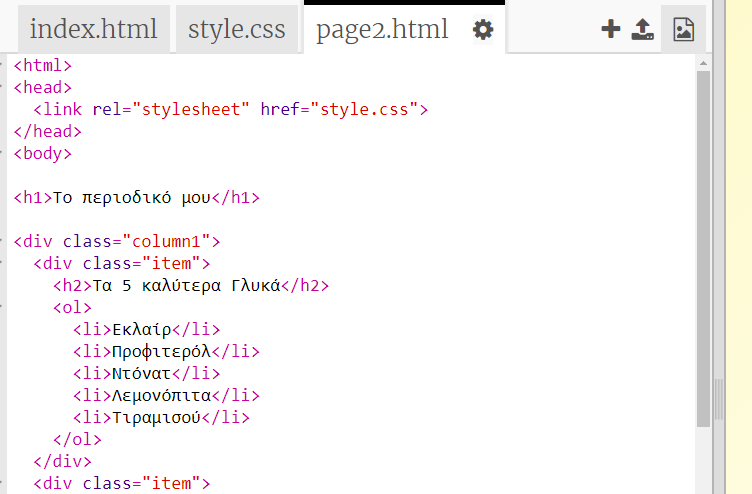 index.html style.css page2.html
<html>
<head>
<link rel="stylesheet" href="style.css">
</head>
<body>
<h1>Το περιοδικό μου</h1>
<div class="column1">
<div class="item">
<h2>Τα 5 καλύτερα Γλυκά</h2>
<ol>
<li>Εκλαίρ</li>
<li>Προφιτερόλ</li>
<li>Ντόνατ</li>
<li>Λεμονόπιτα</li>
<li>Τιραμισού</li>
</ol>
</div>
<div class="item">